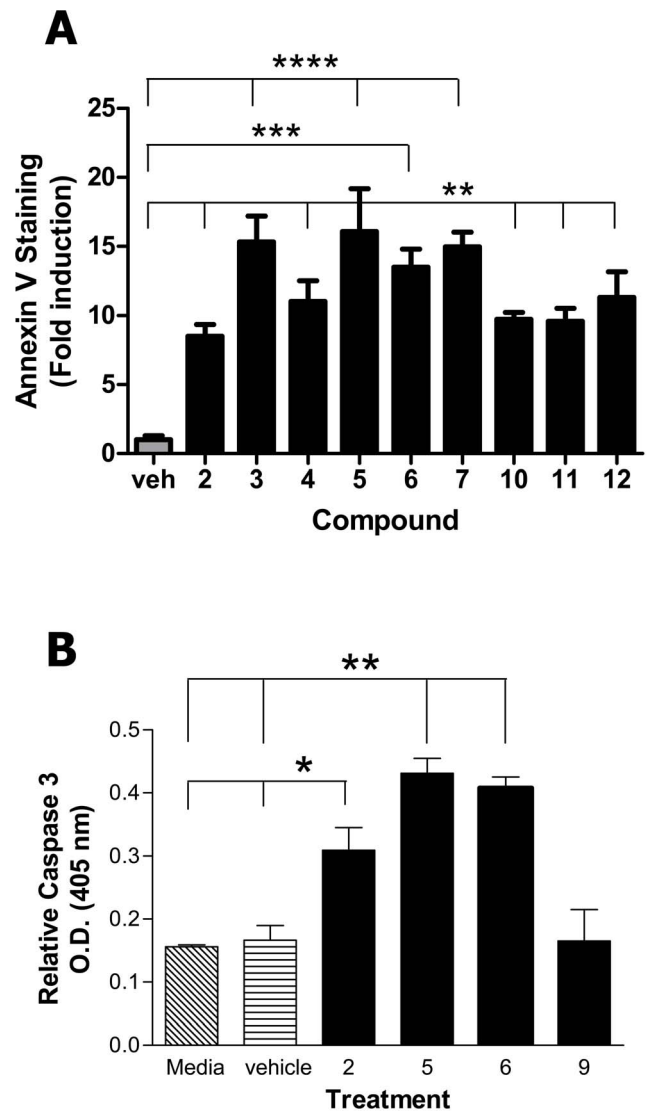 A
****
25
***
20
**
15
10
5
0
Annexin V Staining
(Fold induction)
veh 2 3 4 5 6 7 10 11 12
Compound
B
**
0.5
*
0.4
0.3
0.2
0.1
0.0
Relative Caspase 3
O.D. (405 nm)
Media vehicle 2 5 6 9
Treatment